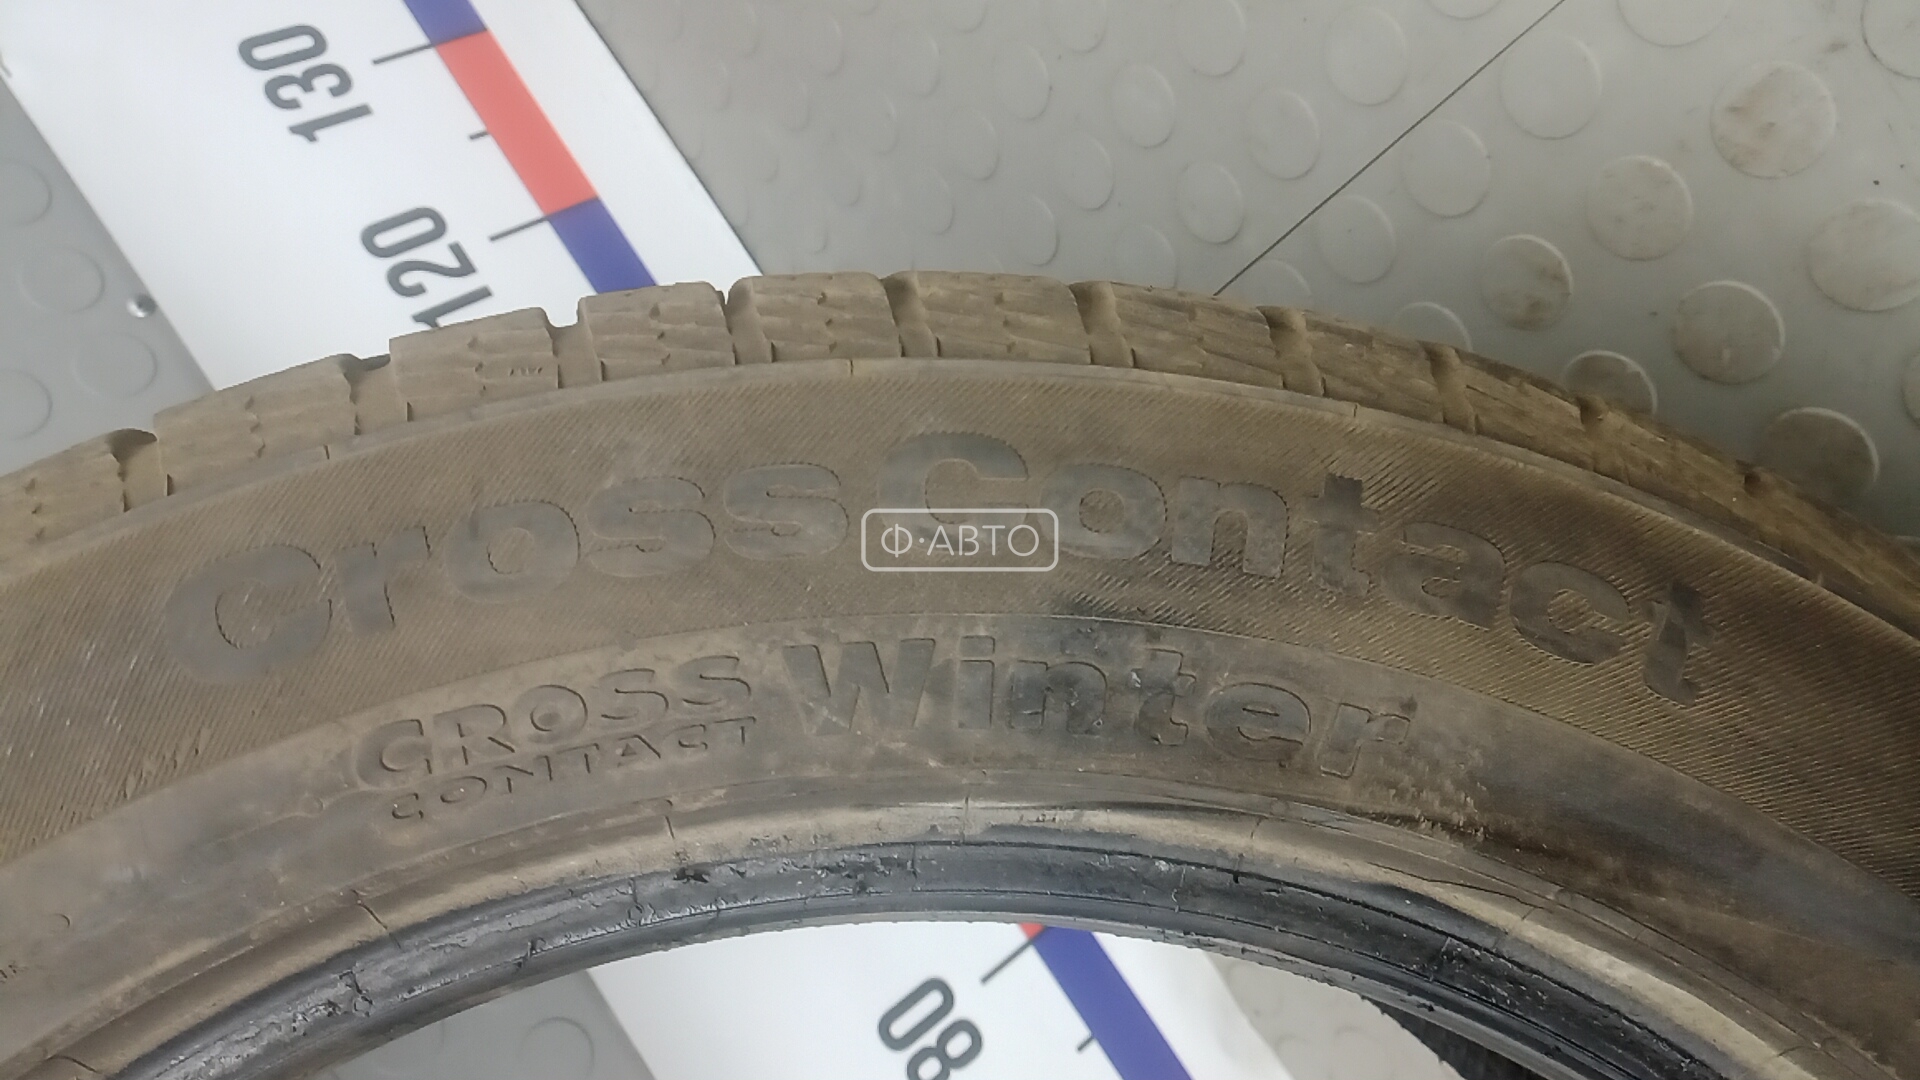 130
120
CrossContact
Ф·АВТО
CROSS Winter
CONTACT
80